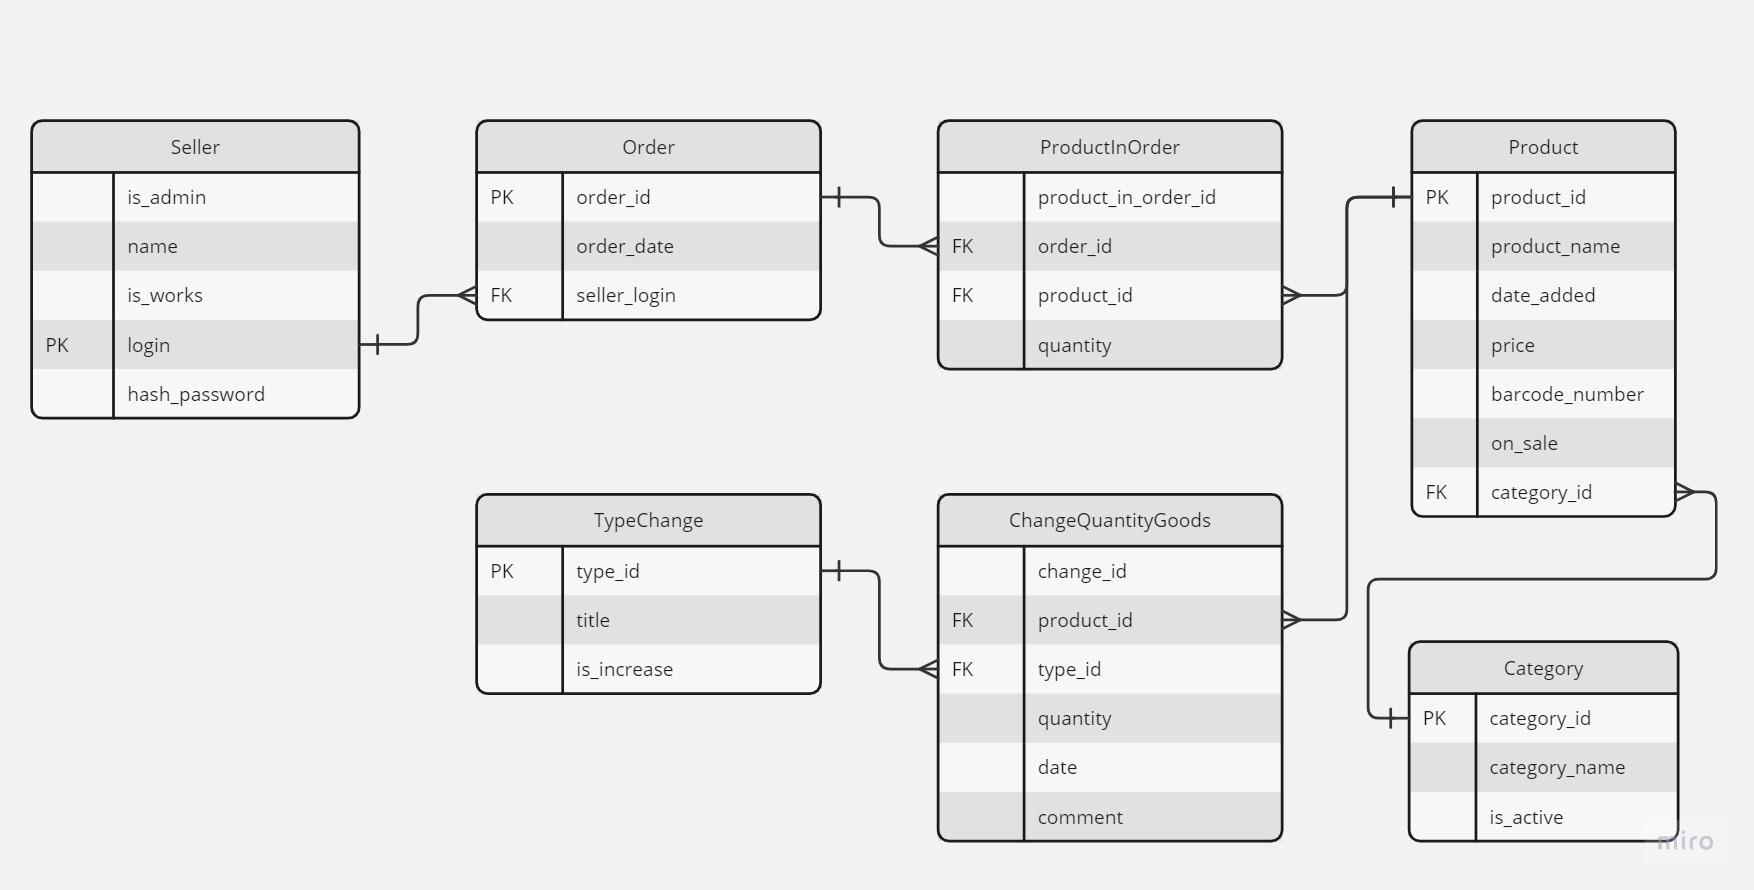 Seller
is_admin
name
is_works
PK login
hash_password
Order
PK order_id
order_date
FK seller_login
ProductInOrder
product_in_order_id
FK order_id
FK product_id
quantity
Product
PK product_id
product_name
date_added
price
barcode_number
on_sale
FK category_id
TypeChange
PK type_id
title
is_increase
ChangeQuantityGoods
change_id
FK product_id
FK type_id
quantity
date
comment
Category
PK category_id
category_name
is_active
miro